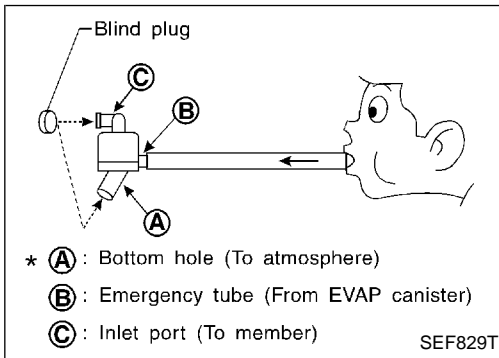 Blind plug
C
B
A
* A : Bottom hole (To atmosphere)
B : Emergency tube (From EVAP canister)
C : Inlet port (To member)
SEF829T